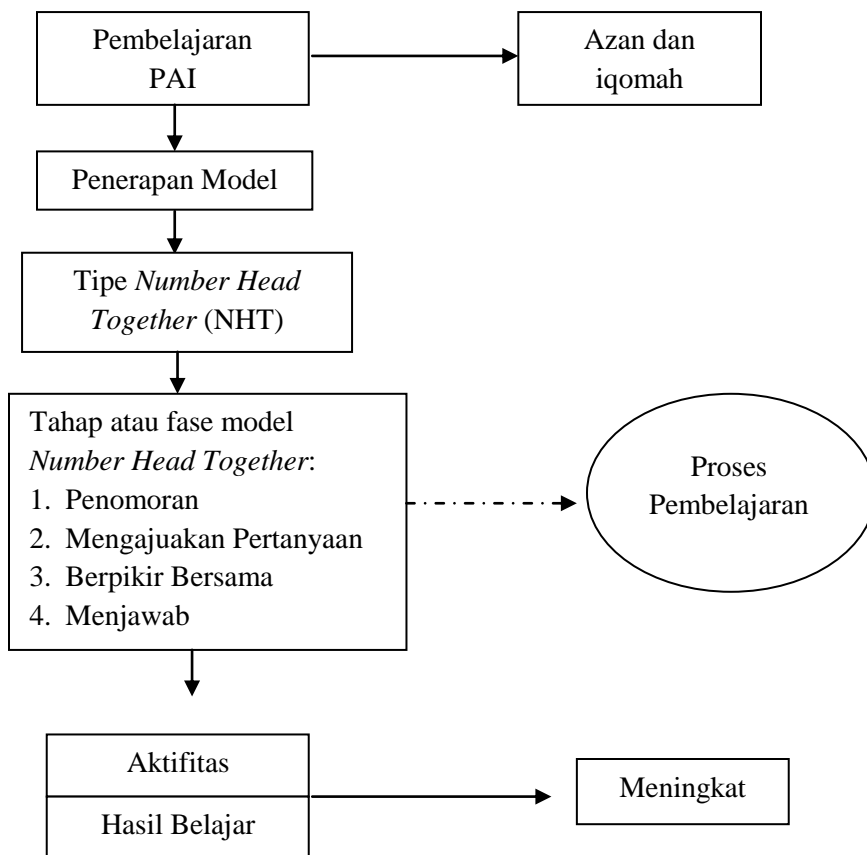 Pembelajaran
PAI
Azan dan
iqomah
Penerapan Model
Tipe Number Head
Together (NHT)
Tahap atau fase model
Number Head Together:
1. Penomoran
2. Mengajuakan Pertanyaan
3. Berpikir Bersama
4. Menjawab
Proses
Pembelajaran
Aktifitas
Hasil Belajar
Meningkat